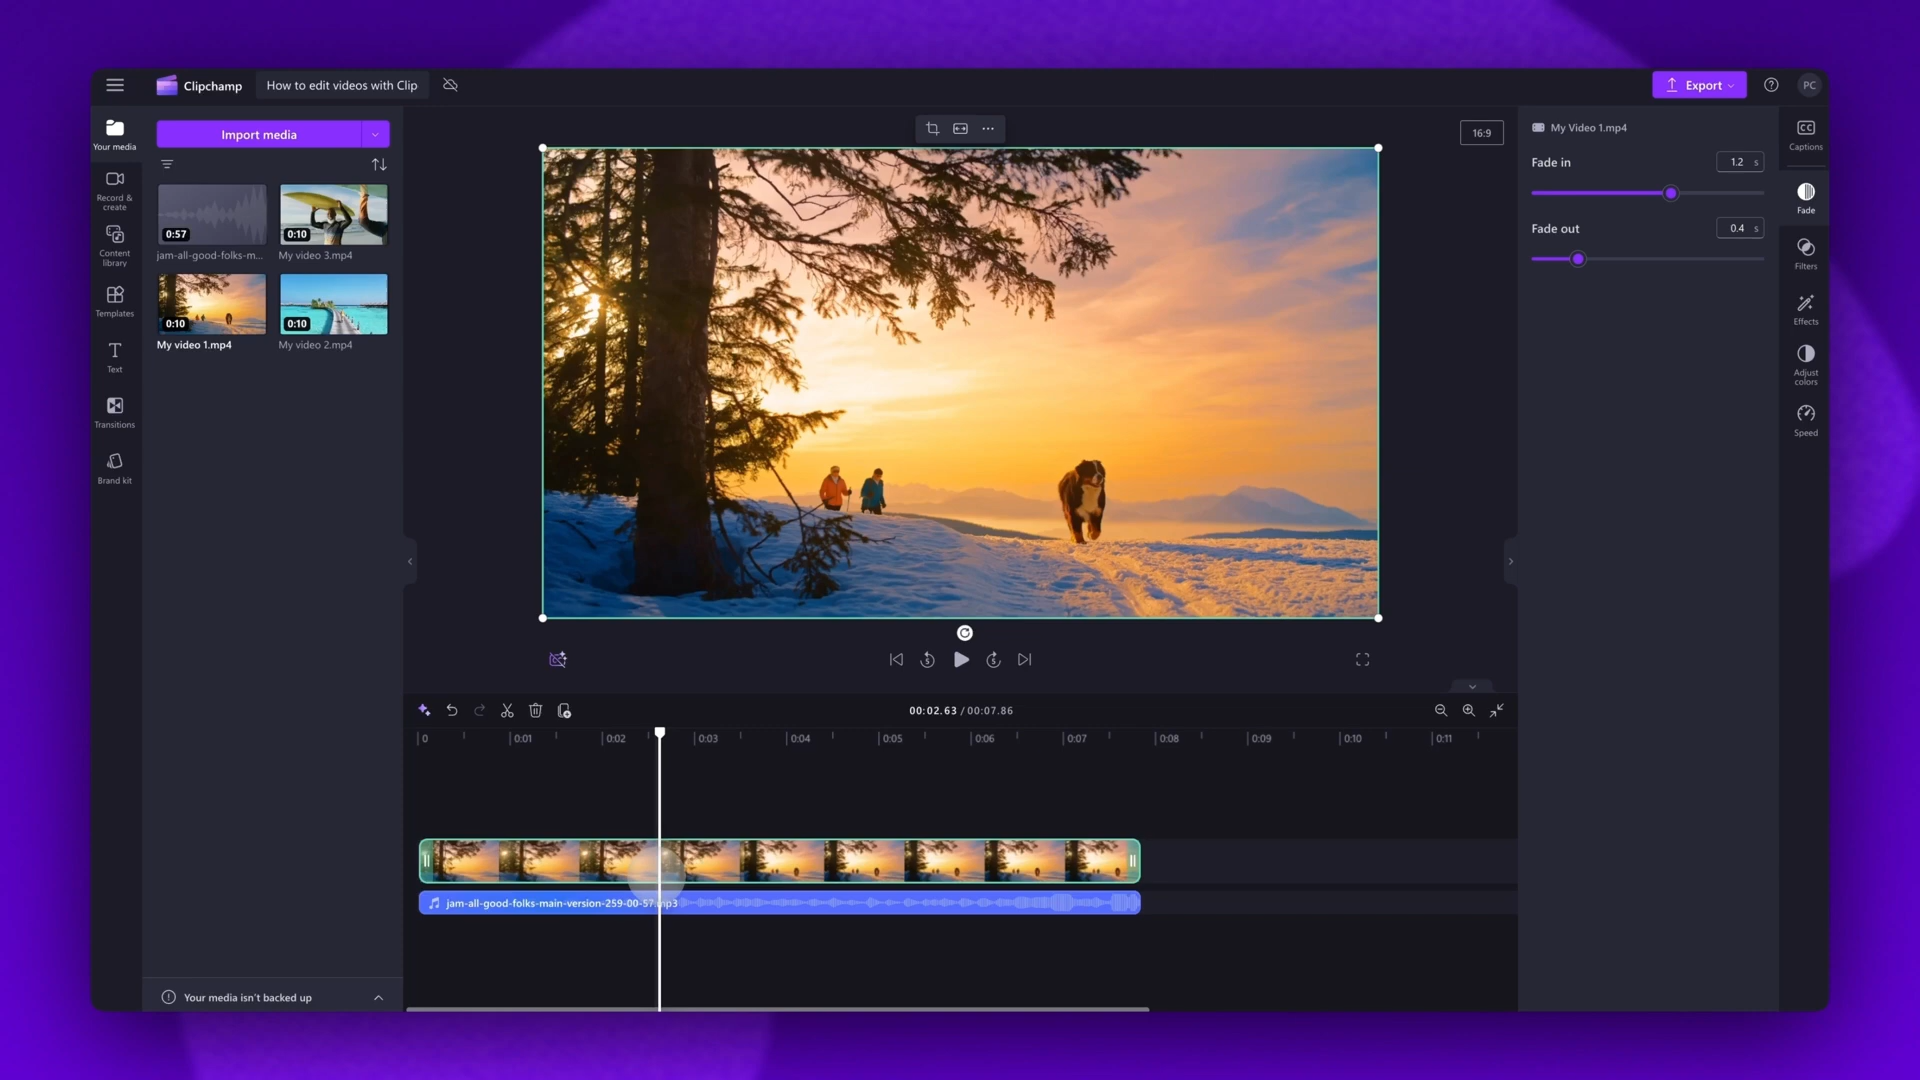 Clipchamp
How to edit videos with Clip
Export
PC
Your media
Record &
create
Content
library
Templates
Text
Transitions
Brand kit
Import media
0:57
jam-all-good-folks-m...
0:10
My video 3.mp4
0:10
My video 1.mp4
0:10
My video 2.mp4
Your media isn't backed up
16:9
5
5
00:02.63 / 00:07.86
0
0:01
0:02
0:03
0:04
0:05
0:06
0:07
0:08
0:09
0:10
0:11
jam-all-good-folks-main-version-259-00-57.mp3
My Video 1.mp4
Fade in
1.2 s
Fade out
0.4 s
CC
Captions
Fade
Filters
Effects
Adjust
colors
Speed